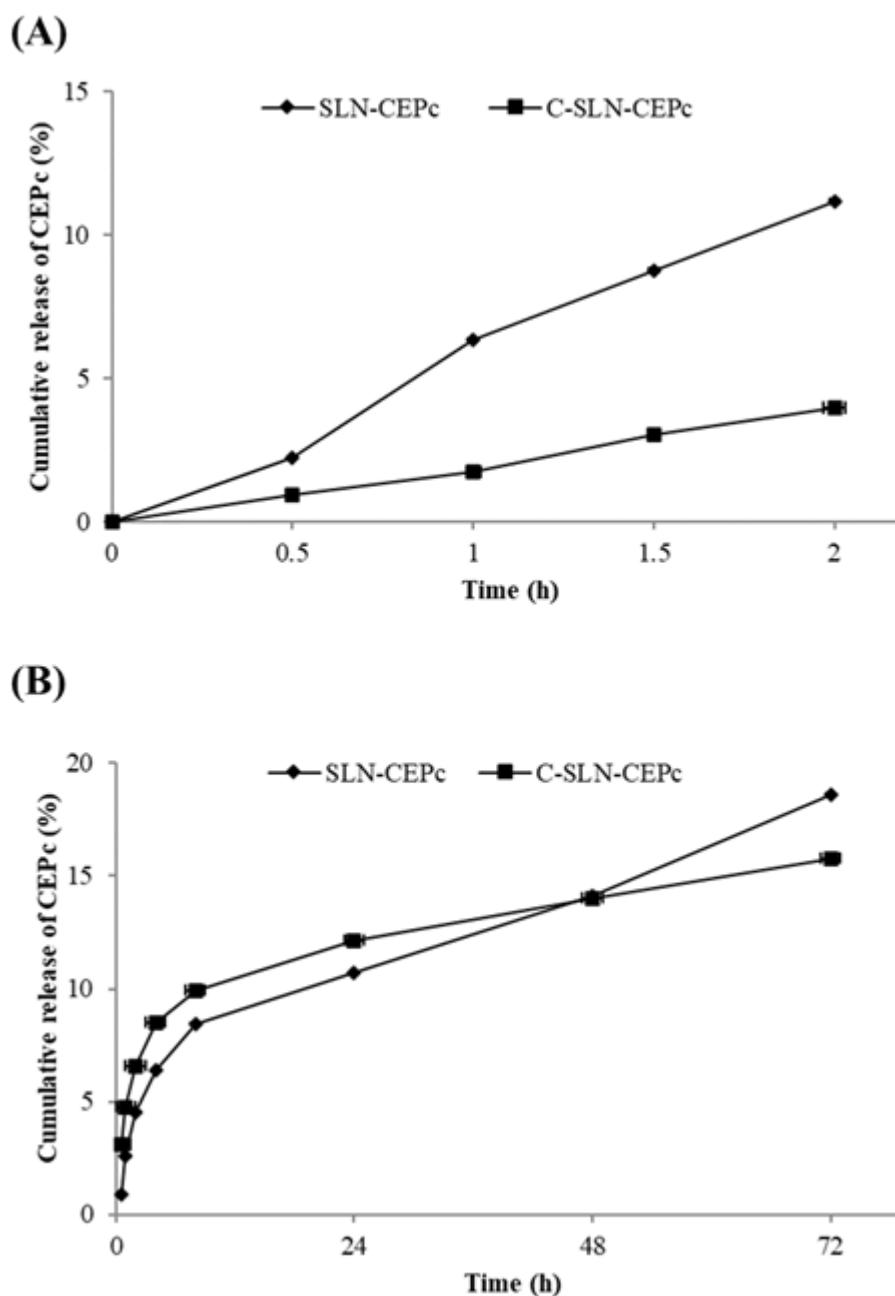 (A)
SLN-CEPc C-SLN-CEPc
Cumulative release of CEPc (%)
15
10
5
0
0 0.5 1 1.5 2
Time (h)
(B)
SLN-CEPc C-SLN-CEPc
Cumulative release of CEPc (%)
20
15
10
5
0
0 24 48 72
Time (h)